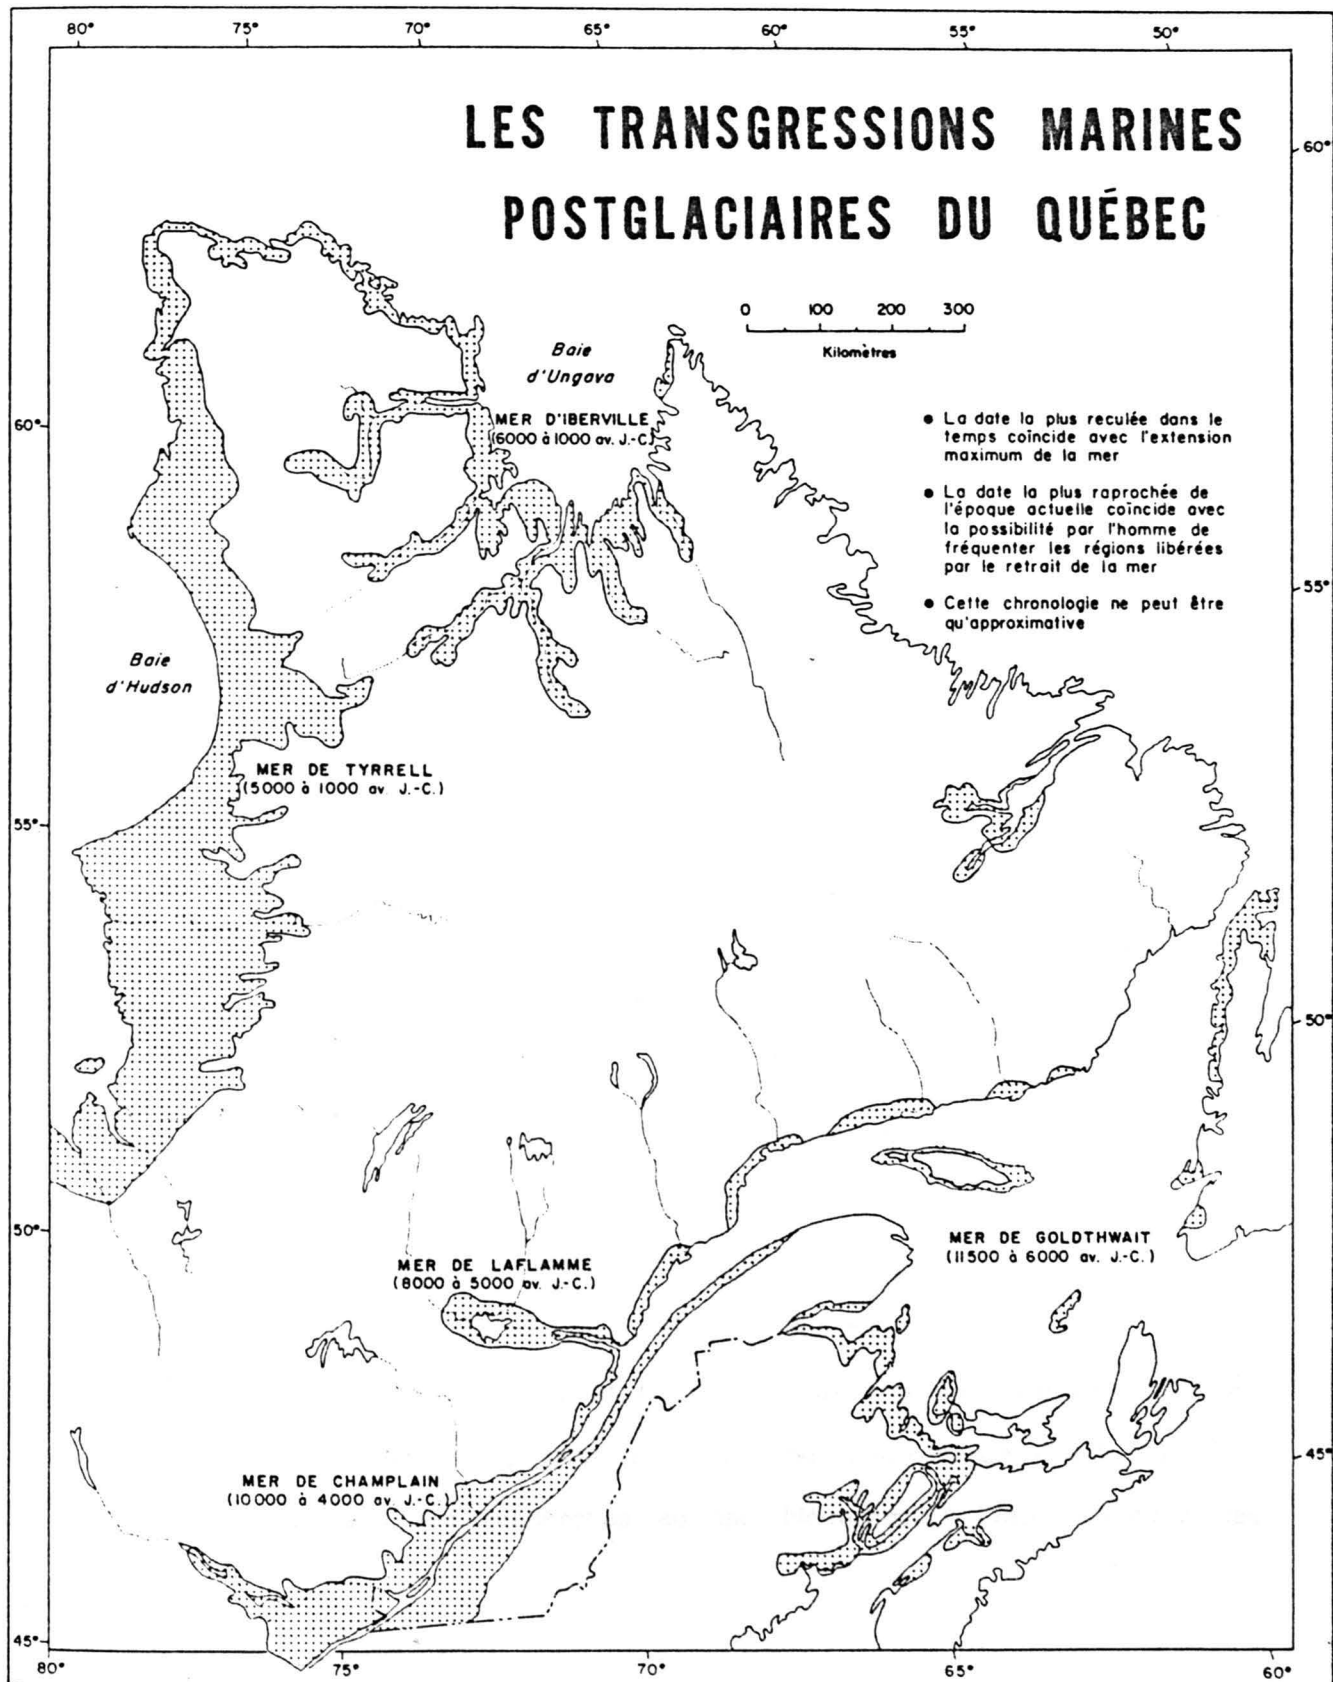 80° 75° 70° 65° 60° 55° 50°
LES TRANSGRESSIONS MARINES
POSTGLACIAIRES DU QUÉBEC
60°
0 100 200 300
Kilomètres
Baie
d'Ungava
MER D'IBERVILLE
(6000 à 1000 av. J.-C.)
60°
• La date la plus reculée dans le
temps coïncide avec l'extension
maximum de la mer
• La date la plus raprochée de
l'époque actuelle coïncide avec
la possibilité par l'homme de
fréquenter les régions libérées
par le retrait de la mer
• Cette chronologie ne peut être
qu'approximative
55°
Baie
d'Hudson
MER DE TYRRELL
(5000 à 1000 av. J.-C.)
55°
50°
50°
MER DE GOLDTHWAIT
(11500 à 6000 av. J.-C.)
MER DE LAFLAMME
(8000 à 5000 av. J.-C.)
45°
MER DE CHAMPLAIN
(10000 à 4000 av. J.-C.)
45°
80° 75° 70° 65° 60°